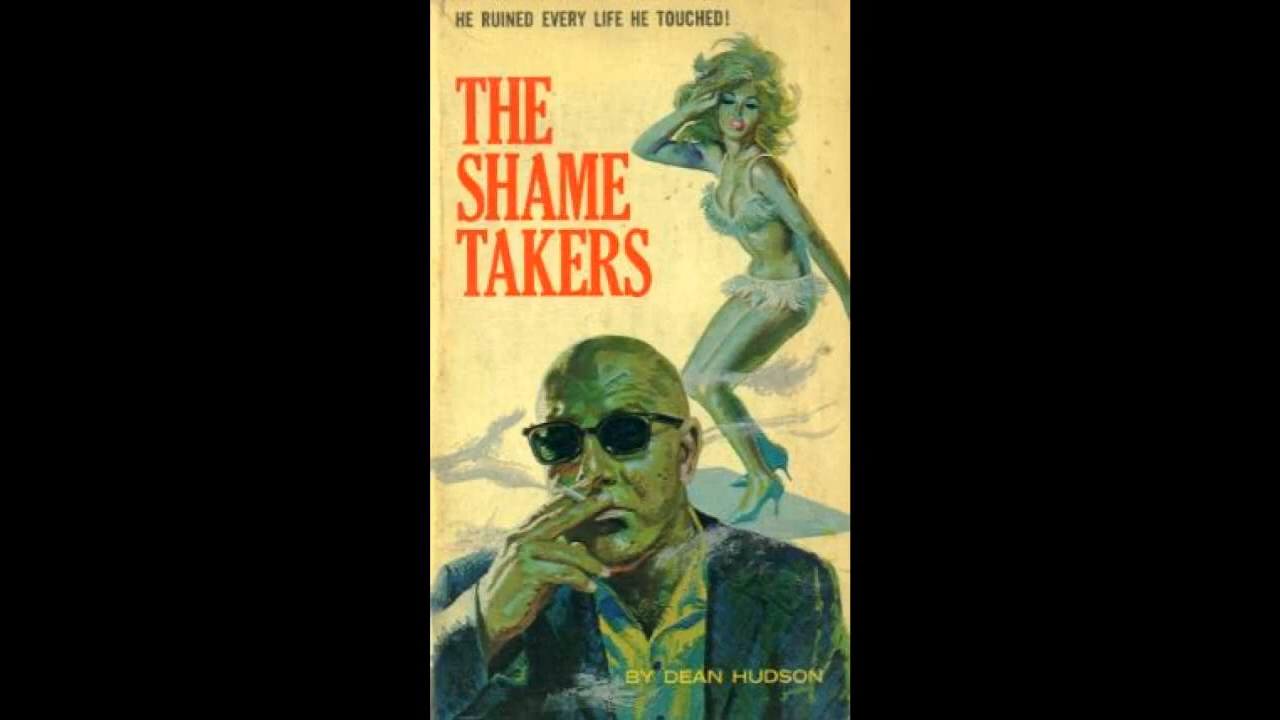 HE RUINED EVERY LIFE HE TOUCHED!
THE
SHAME
TAKERS
BY DEAN HUDSON